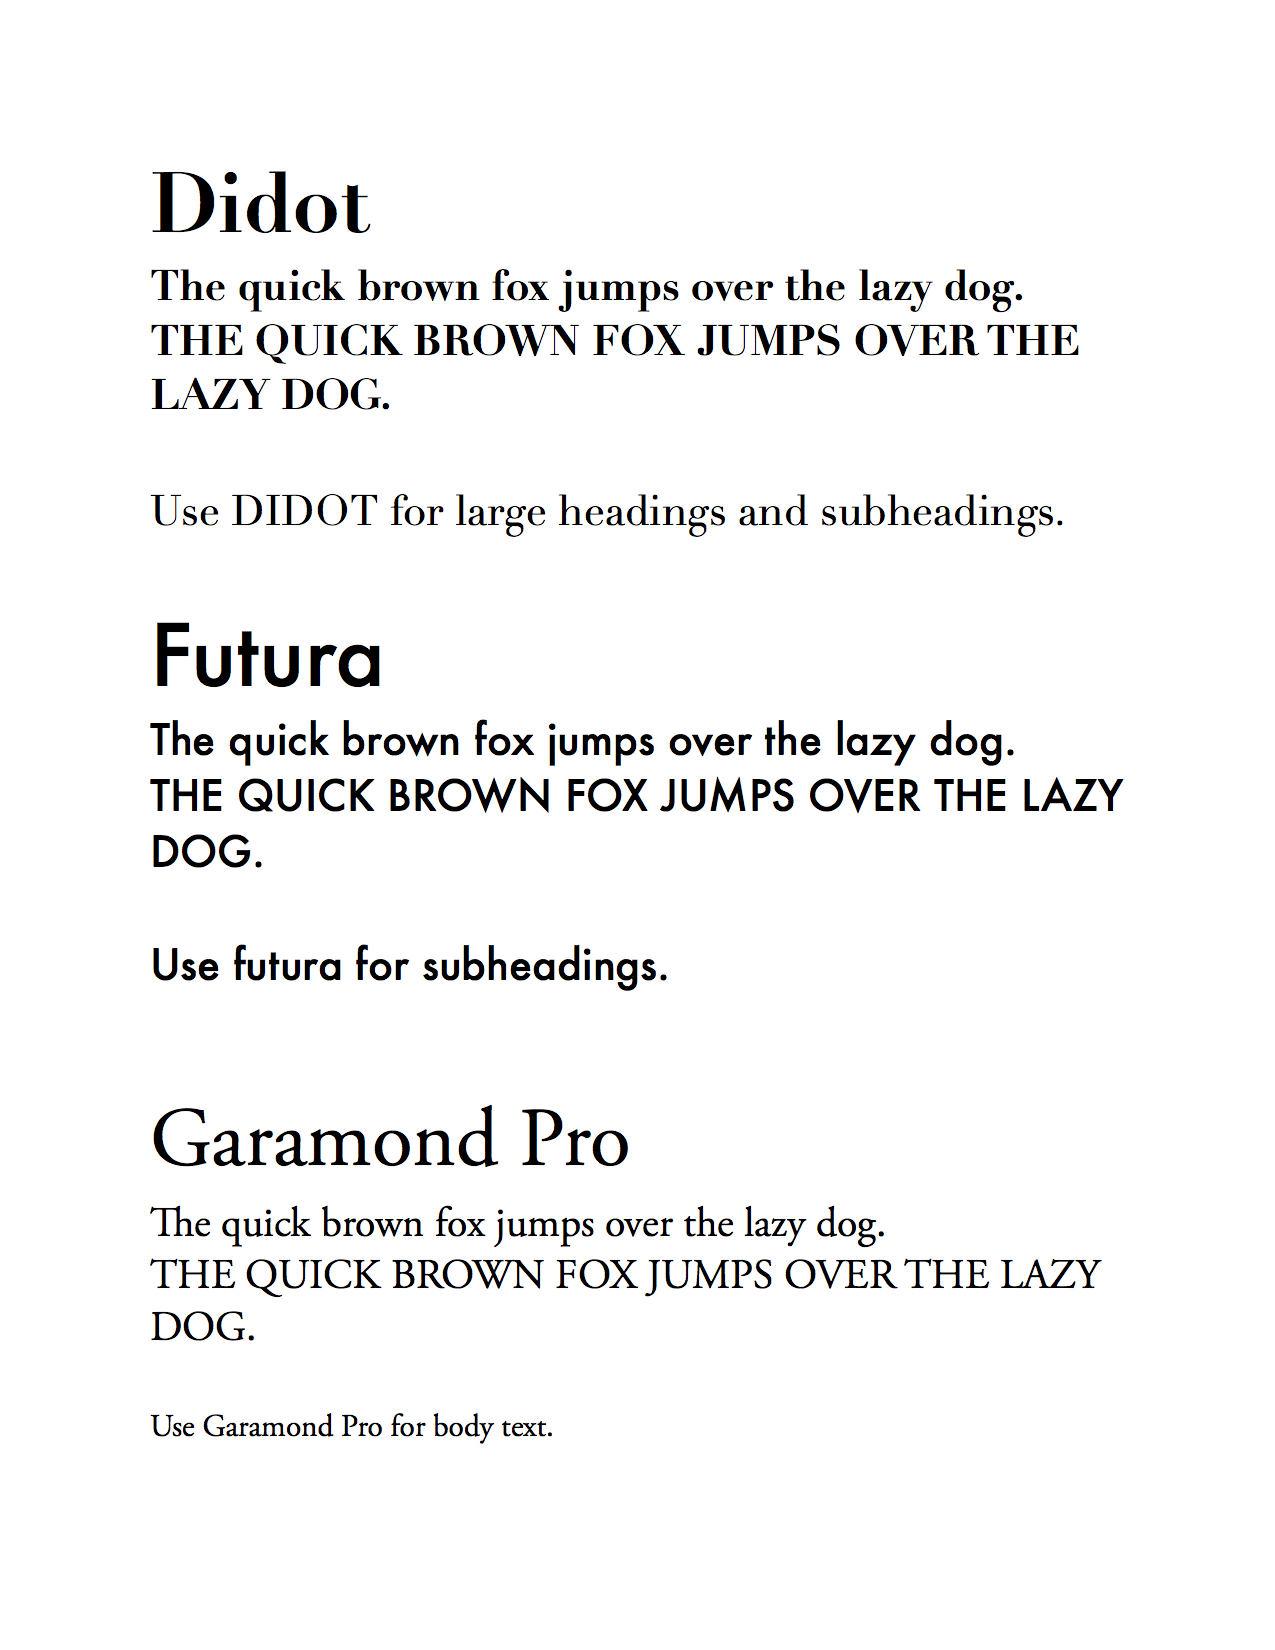 Didot
The quick brown fox jumps over the lazy dog.
THE QUICK BROWN FOX JUMPS OVER THE
LAZY DOG.
Use DIDOT for large headings and subheadings.
Futura
The quick brown fox jumps over the lazy dog.
THE QUICK BROWN FOX JUMPS OVER THE LAZY
DOG.
Use futura for subheadings.
Garamond Pro
The quick brown fox jumps over the lazy dog.
THE QUICK BROWN FOX JUMPS OVER THE LAZY
DOG.
Use Garamond Pro for body text.